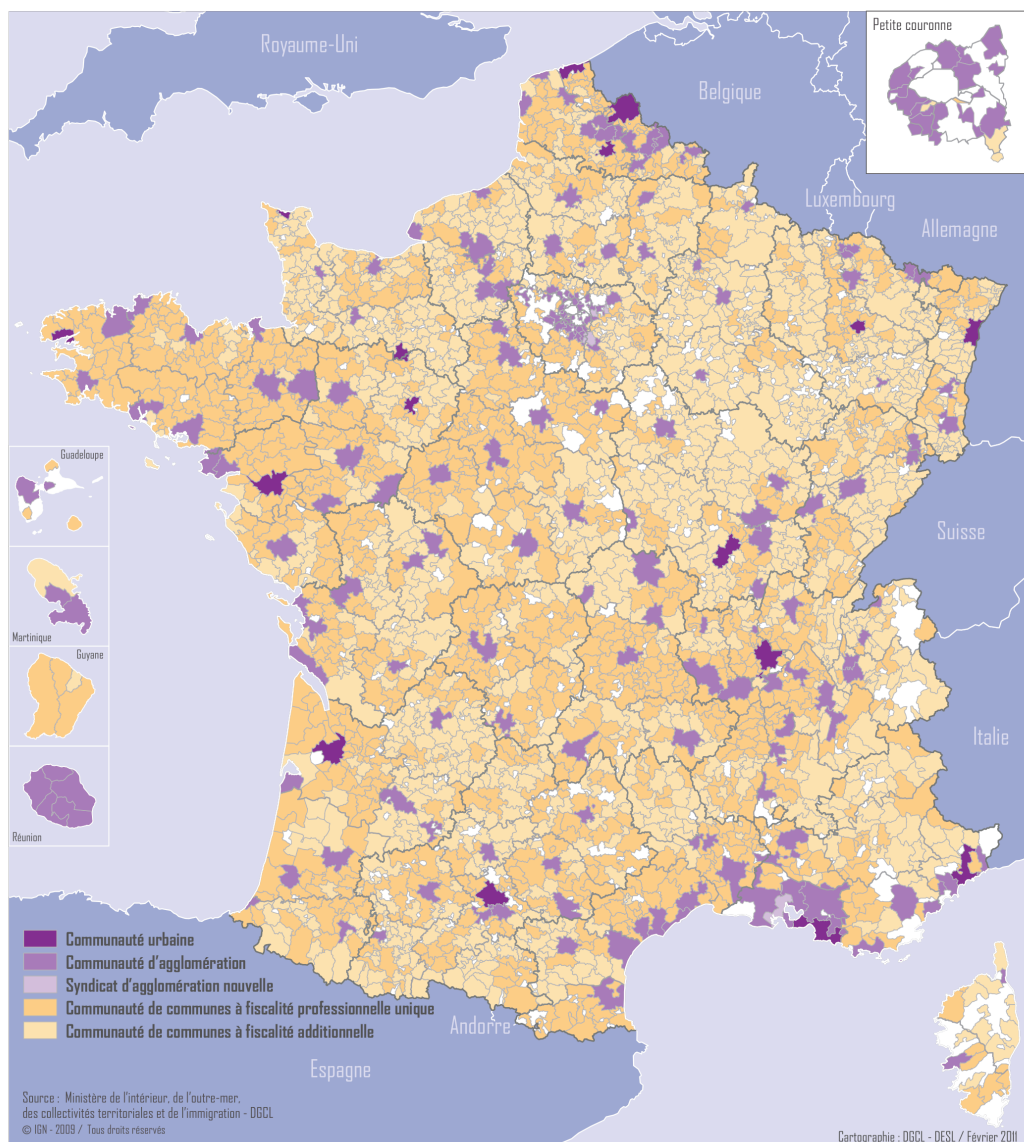 Petite couronne
Royaume-Uni
Belgique
Luxembourg
Allemagne
Guadeloupe
Suisse
Martinique
Guyane
Italie
Réunion
Communauté urbaine
Communauté d'agglomération
Syndicat d'agglomération nouvelle
Communauté de communes à fiscalité professionnelle unique
Communauté de communes à fiscalité additionnelle
Andorre
Espagne
Source : Ministère de l'intérieur, de l'outre-mer,
des collectivités territoriales et de l'immigration - DGCL
© IGN - 2009 / Tous droits réservés
Cartographie : DGCL - DESL / Février 2011